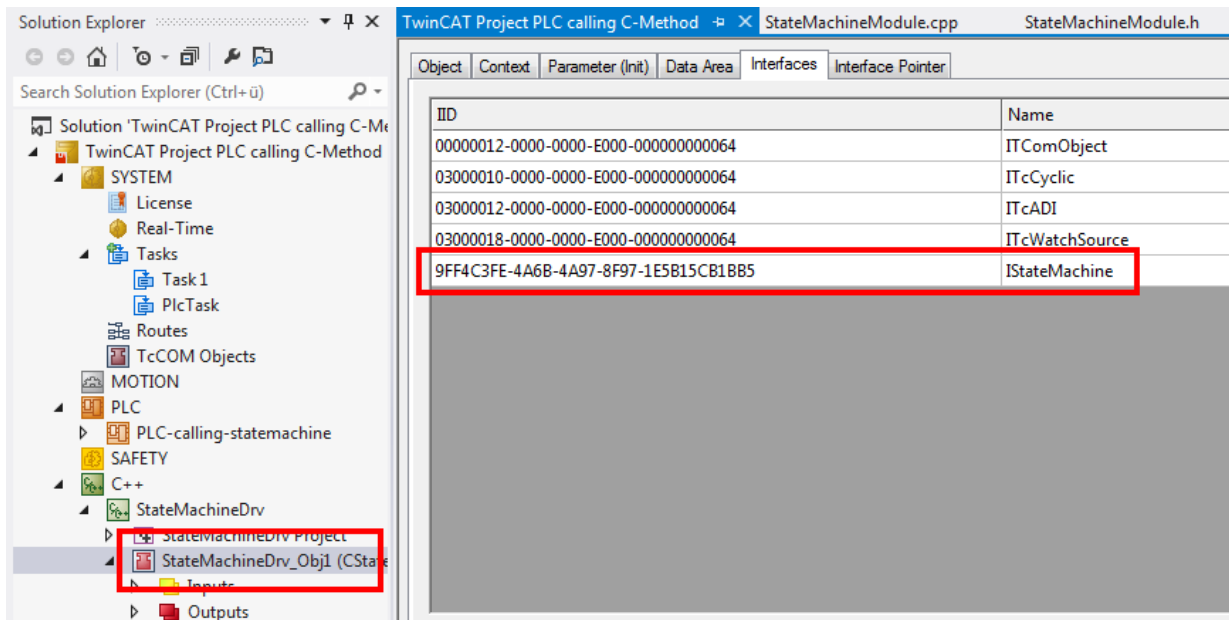 Solution Explorer
TwinCAT Project PLC calling C-Method
StateMachineModule.cpp
StateMachineModule.h
Search Solution Explorer (Ctrl+ü)
Solution 'TwinCAT Project PLC calling C-Me
TwinCAT Project PLC calling C-Method
SYSTEM
License
Real-Time
Tasks
Task 1
PlcTask
Routes
TcCOM Objects
MOTION
PLC
PLC-calling-statemachine
SAFETY
C++
StateMachineDrv
StateMachineDrv Project
StateMachineDrv_Obj1 (CState
Inputs
Outputs
Object Context Parameter (Init) Data Area Interfaces Interface Pointer
IID Name
00000012-0000-0000-E000-000000000064 ITComObject
03000010-0000-0000-E000-000000000064 ITcCyclic
03000012-0000-0000-E000-000000000064 ITcADI
03000018-0000-0000-E000-000000000064 ITcWatchSource
9FF4C3FE-4A6B-4A97-8F97-1E5B15CB1BB5 IStateMachine